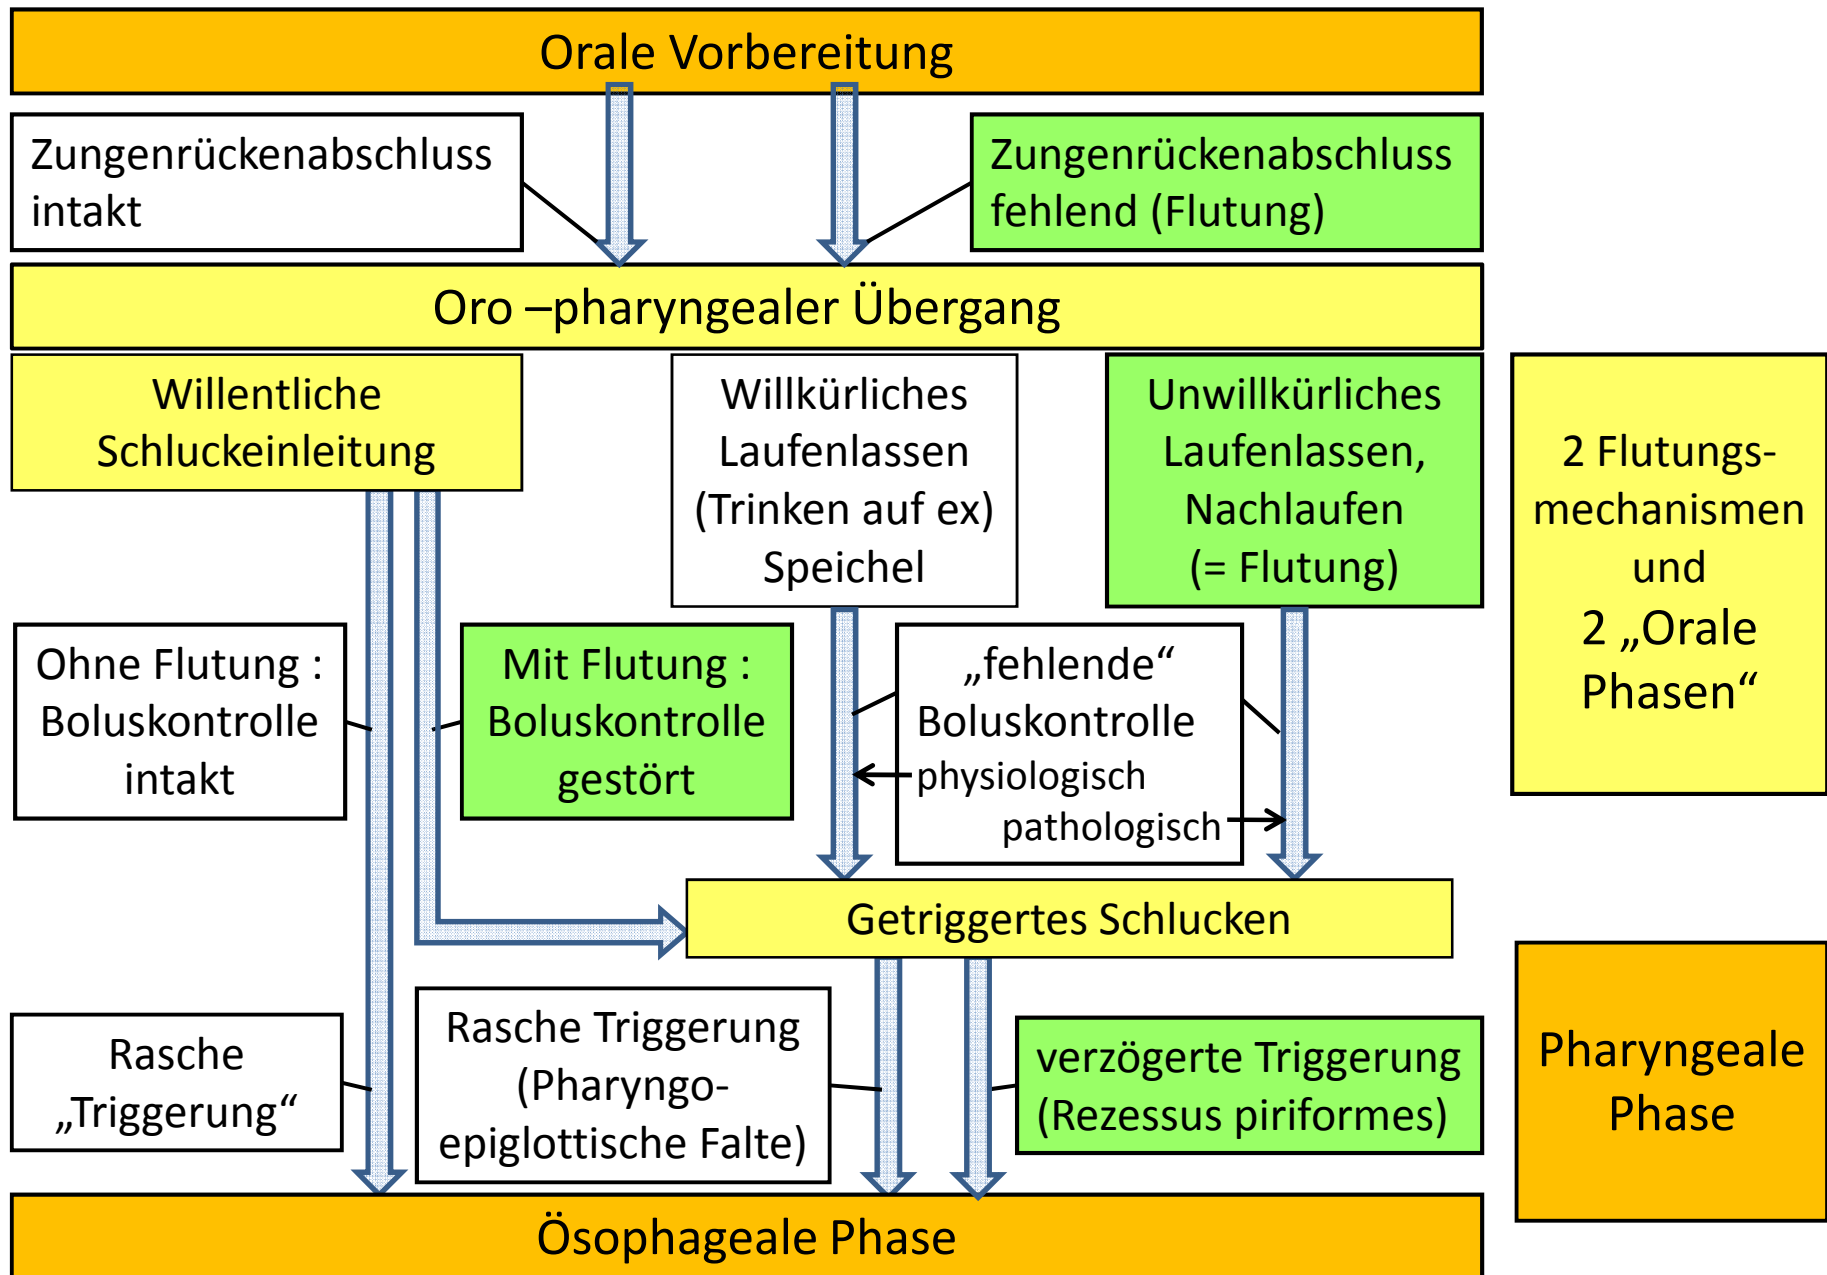 Orale Vorbereitung
Zungenrückenabschluss
intakt
Zungenrückenabschluss
fehlend (Flutung)
Oro –pharyngealer Übergang
Willentliche
Schluckeinleitung
Willkürliches
Laufenlassen
(Trinken auf ex)
Speichel
Unwillkürliches
Laufenlassen,
Nachlaufen
(= Flutung)
2 Flutungs-
mechanismen
und
2 „Orale
Phasen“
Ohne Flutung :
Boluskontrolle
intakt
Mit Flutung :
Boluskontrolle
gestört
„fehlende“
Boluskontrolle
physiologisch
pathologisch
Getriggertes Schlucken
Rasche
„Triggerung“
Rasche Triggerung
(Pharyngo-
epiglottische Falte)
verzögerte Triggerung
(Rezessus piriformes)
Pharyngeale
Phase
Ösophageale Phase